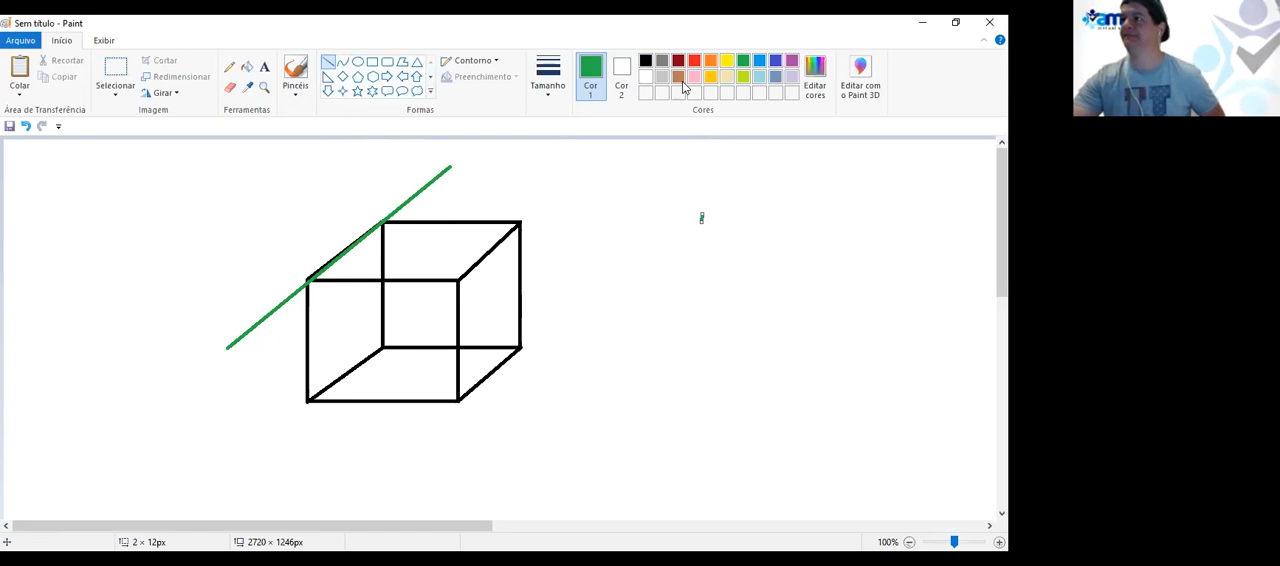 Sem título - Paint
Arquivo Início Exibir
Colar
Recortar
Copiar
Área de Transferência
Selecionar
Cortar
Redimensionar
Girar
Imagem
Ferramentas
Pincéis
Formas
Contorno
Preenchimento
Tamanho
Cor
1
Cor
2
Cores
Editar
cores
Editar com
o Paint 3D
2 × 12px
2720 × 1246px
100%
am